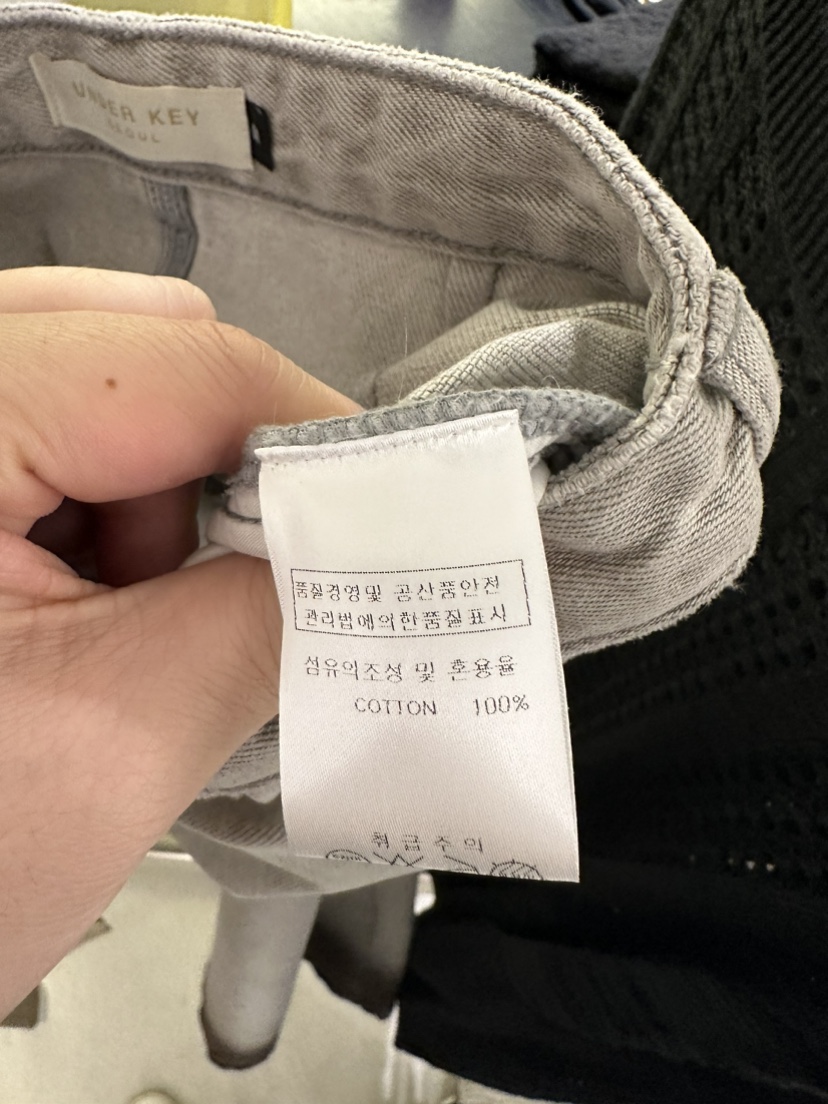 UNDER KEY
SEOUL
품질경영및 공산품안전
관리법에의한품질표시
섬유의조성 및 혼용율
COTTON 100%
취급주의